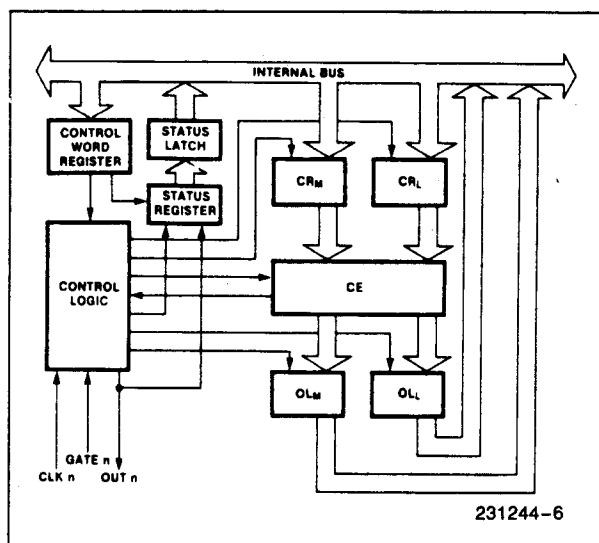 INTERNAL BUS
CONTROL
WORD
REGISTER
STATUS
LATCH
STATUS
REGISTER
CRM
CRL
CONTROL
LOGIC
CE
OLM
OLL
GATE n
CLK n
OUT n
231244-6